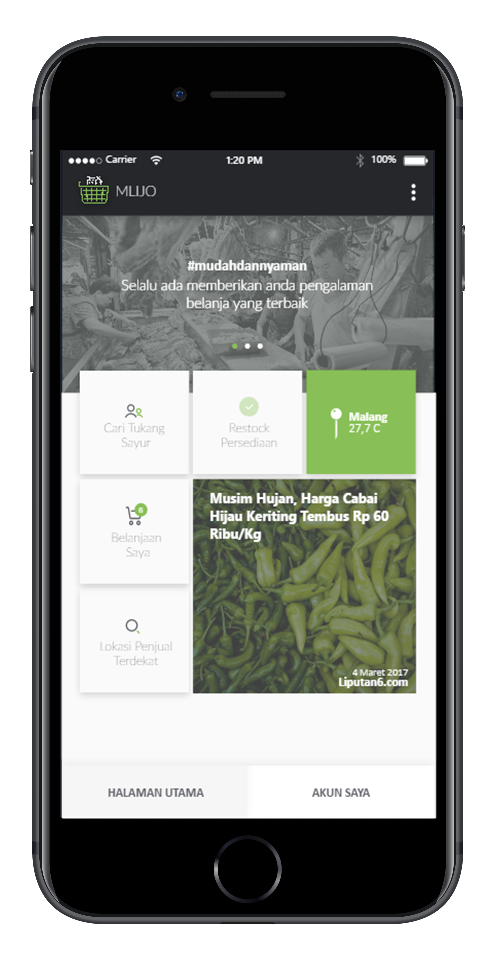 Carrier 1:20 PM 100%
MLIJO
#mudahdannyaman
Selalu ada memberikan anda pengalaman
belanja yang terbaik
Cari Tukang
Sayur
Restock
Persediaan
Malang
27,7 C
6
Belanjaan
Saya
Musim Hujan, Harga Cabai
Hijau Keriting Tembus Rp 60
Ribu/Kg
Lokasi Penjual
Terdekat
4 Maret 2017
Liputan6.com
HALAMAN UTAMA
AKUN SAYA